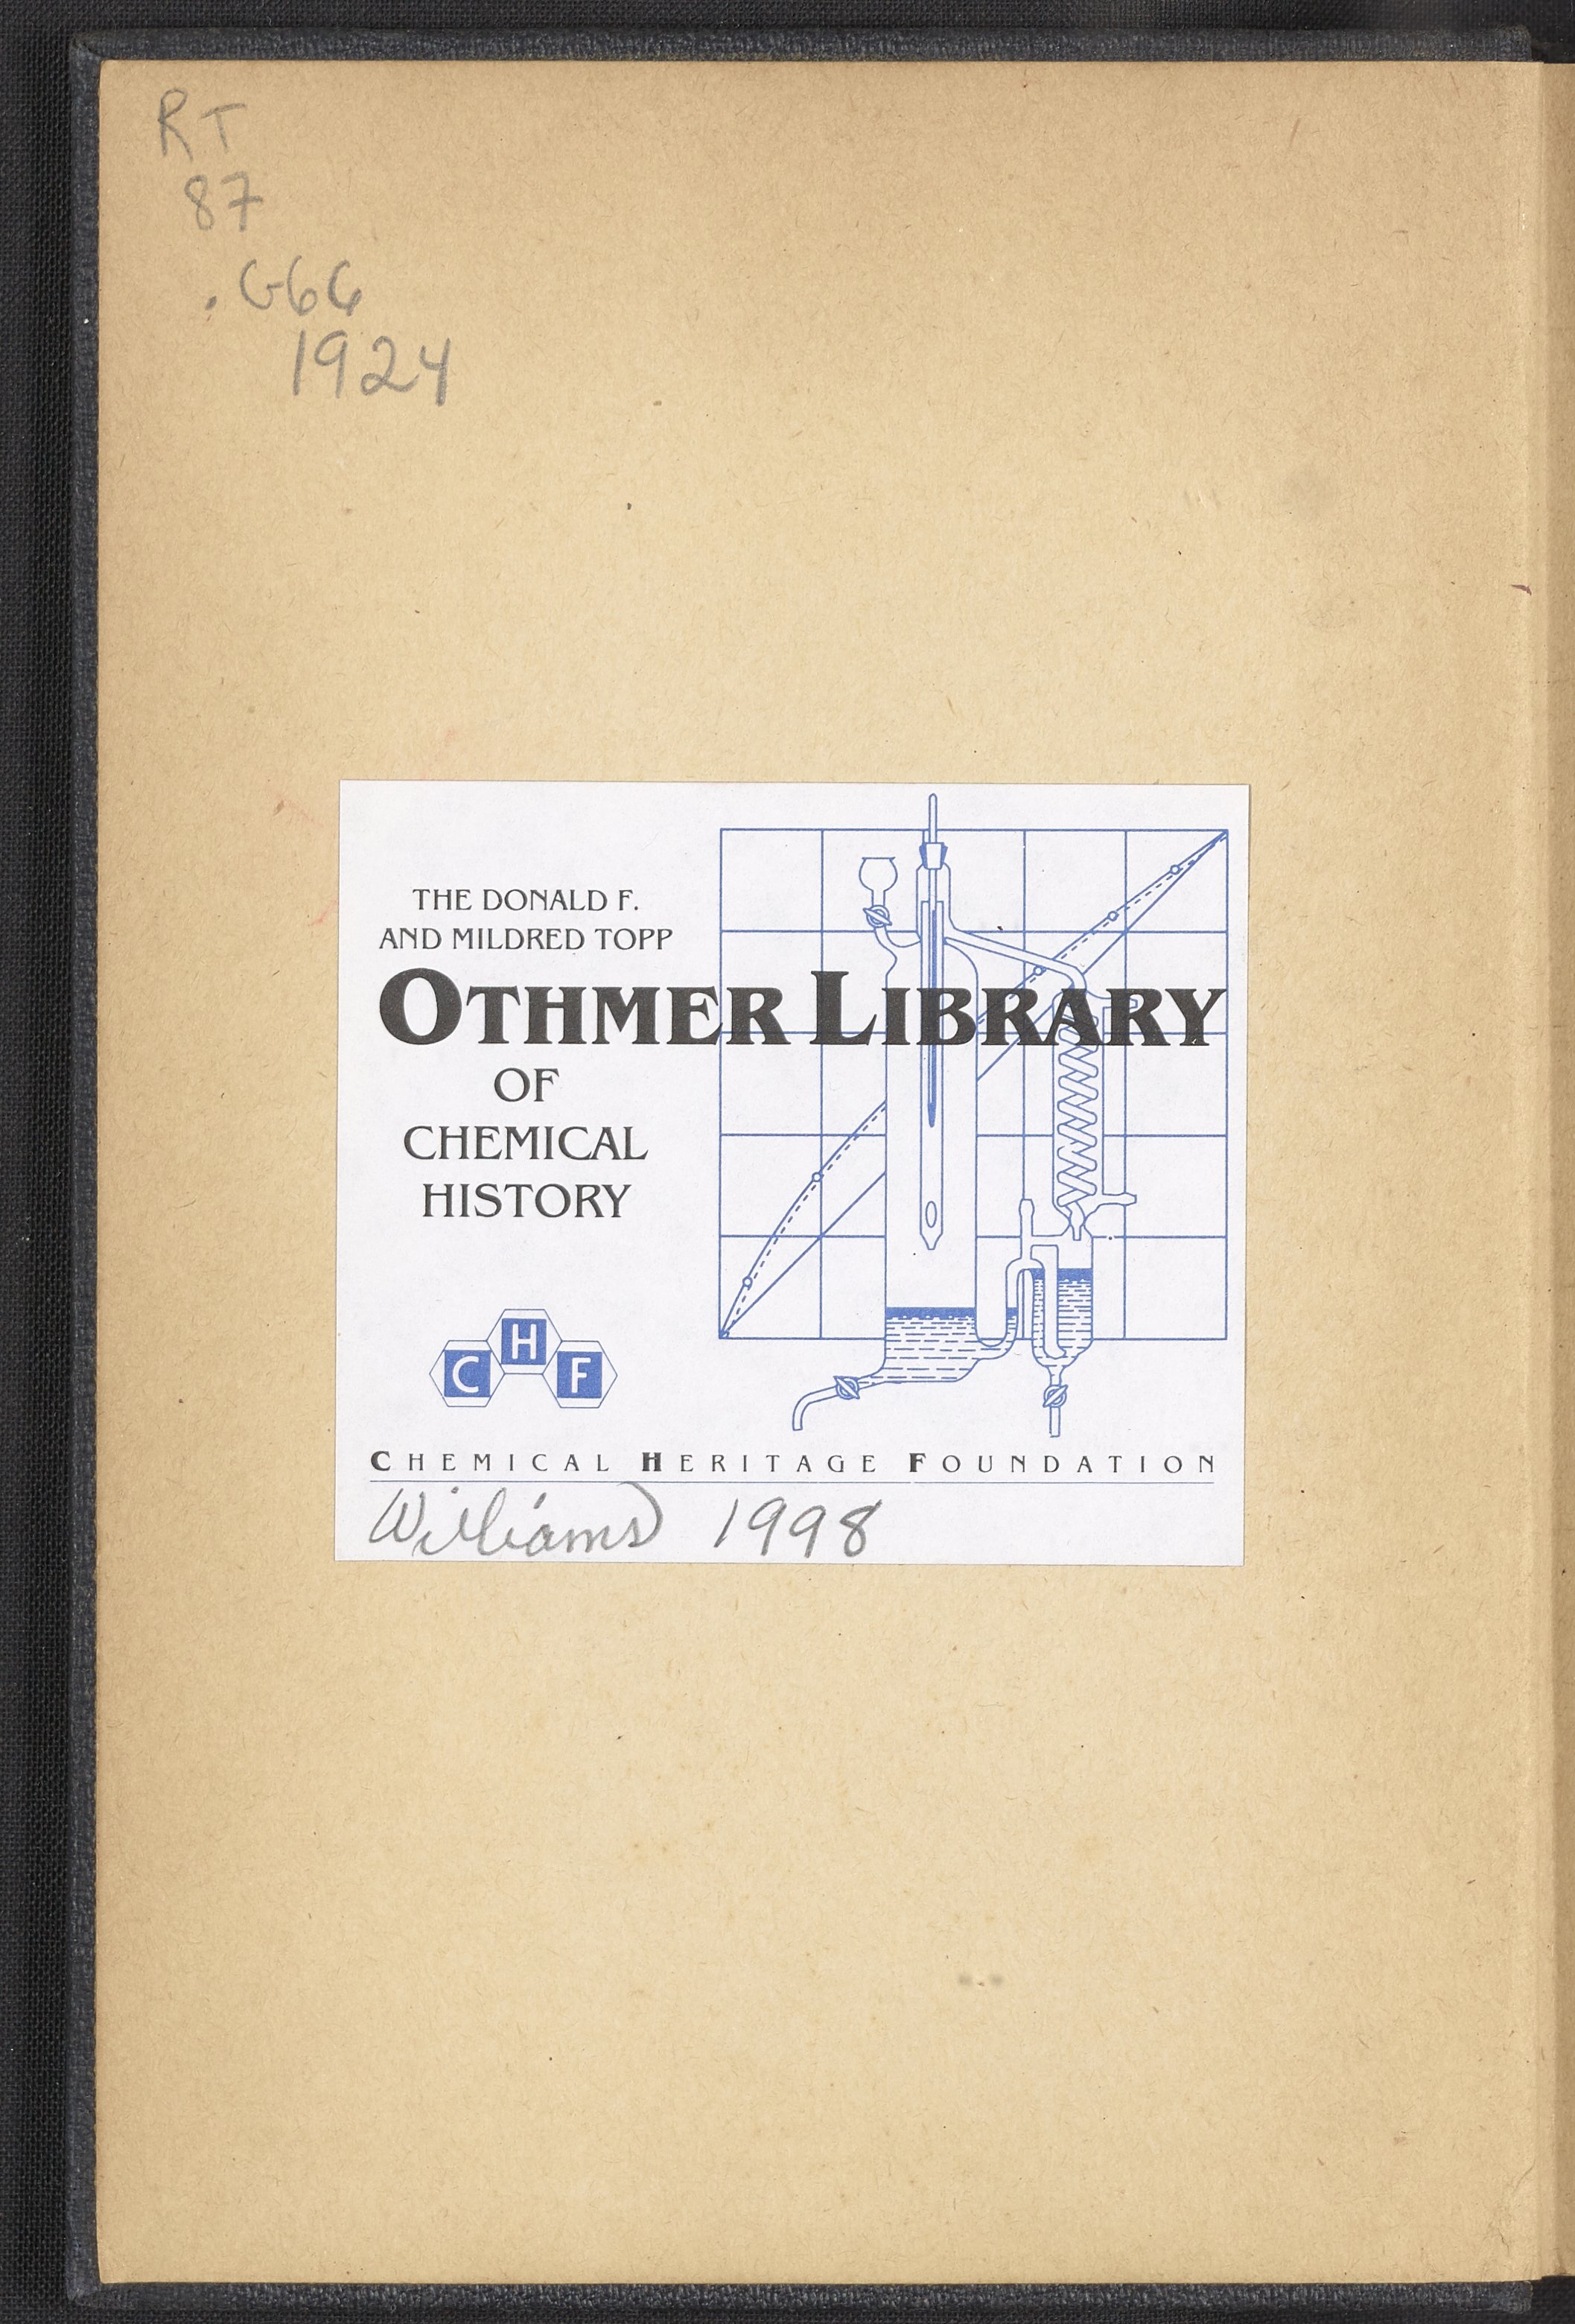 RT
87
.G66
1924
THE DONALD F.
AND MILDRED TOPP
OTHMER LIBRARY
OF
CHEMICAL
HISTORY
C H F
CHEMICAL HERITAGE FOUNDATION
Williams 1998